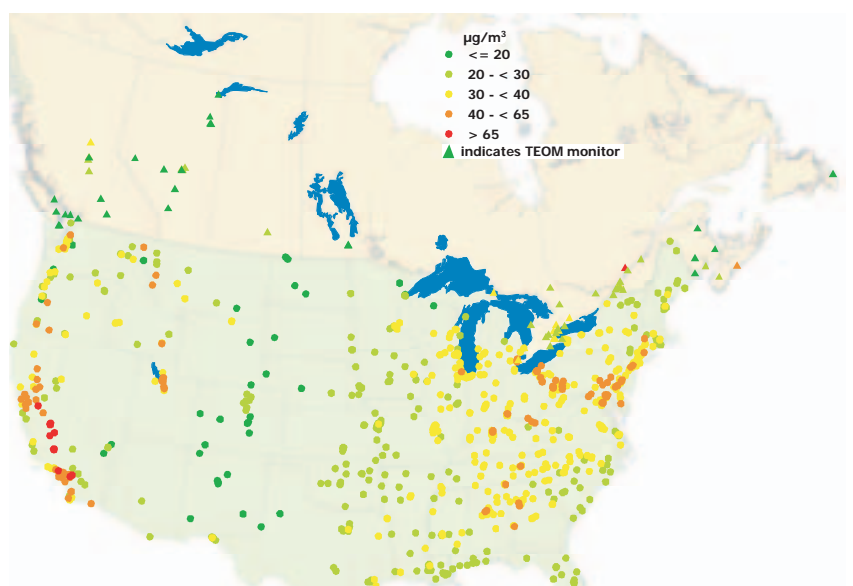 µg/m³
<= 20
20 - < 30
30 - < 40
40 - < 65
> 65
indicates TEOM monitor